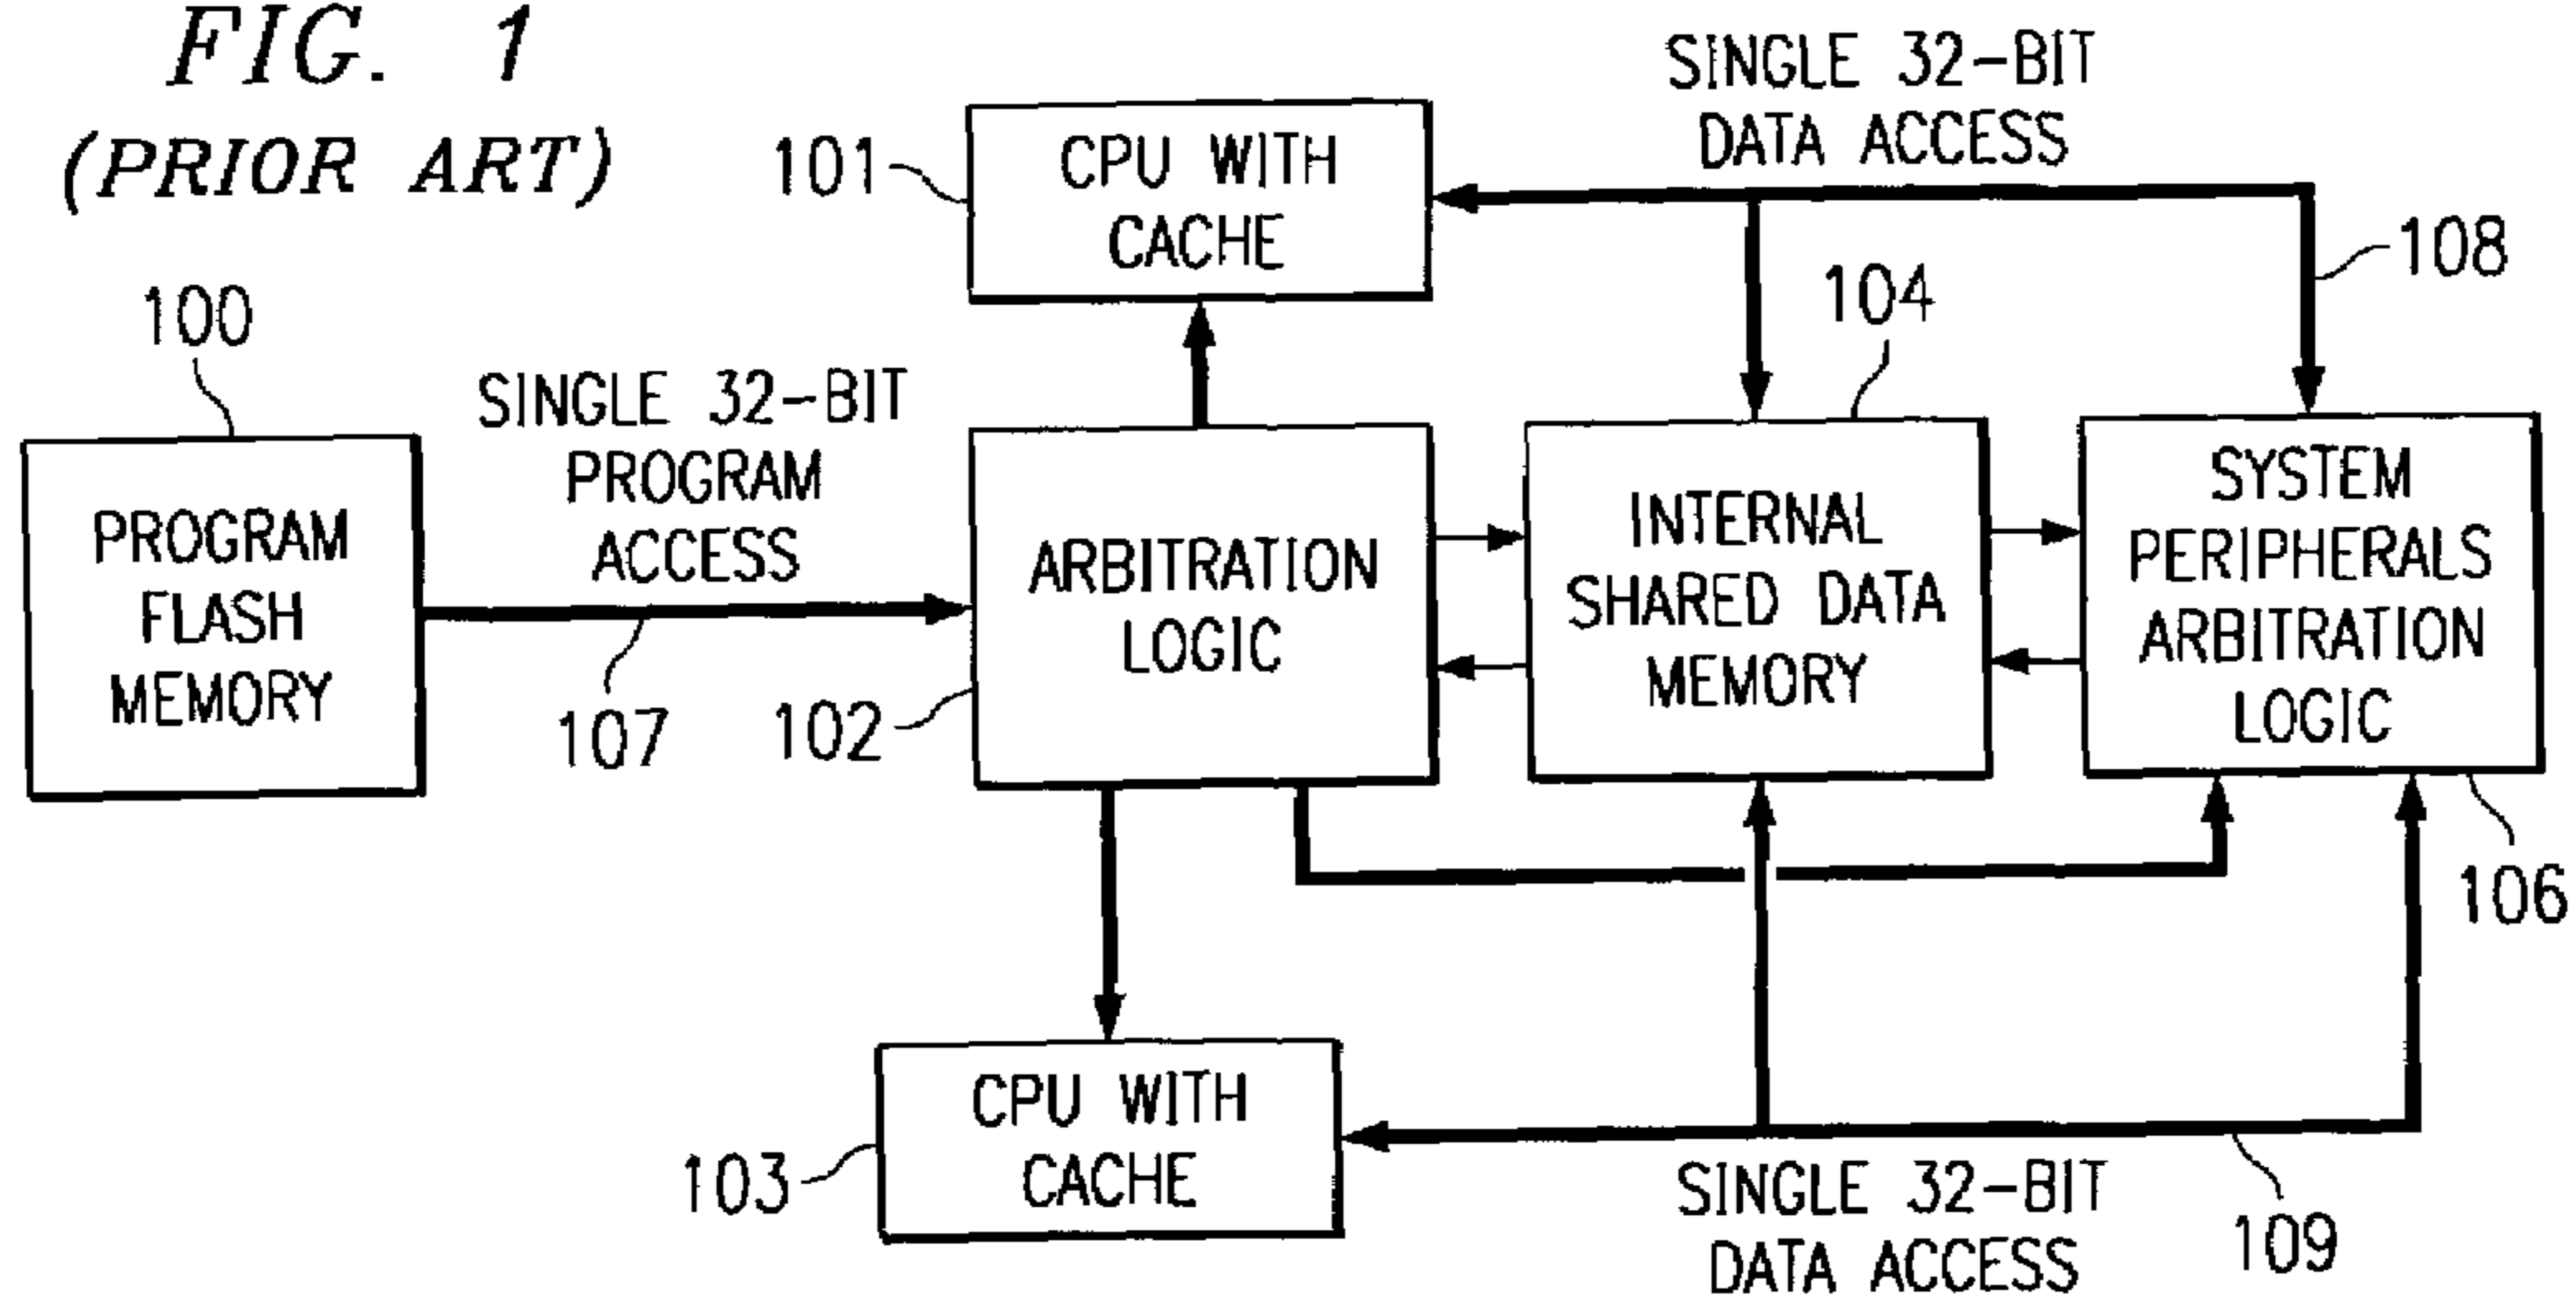 FIG. 1
(PRIOR ART)
SINGLE 32-BIT
DATA ACCESS
101
CPU WITH
CACHE
108
104
100
SINGLE 32-BIT
PROGRAM
ACCESS
PROGRAM
FLASH
MEMORY
107
102
ARBITRATION
LOGIC
INTERNAL
SHARED DATA
MEMORY
SYSTEM
PERIPHERALS
ARBITRATION
LOGIC
106
103
CPU WITH
CACHE
SINGLE 32-BIT
DATA ACCESS
109